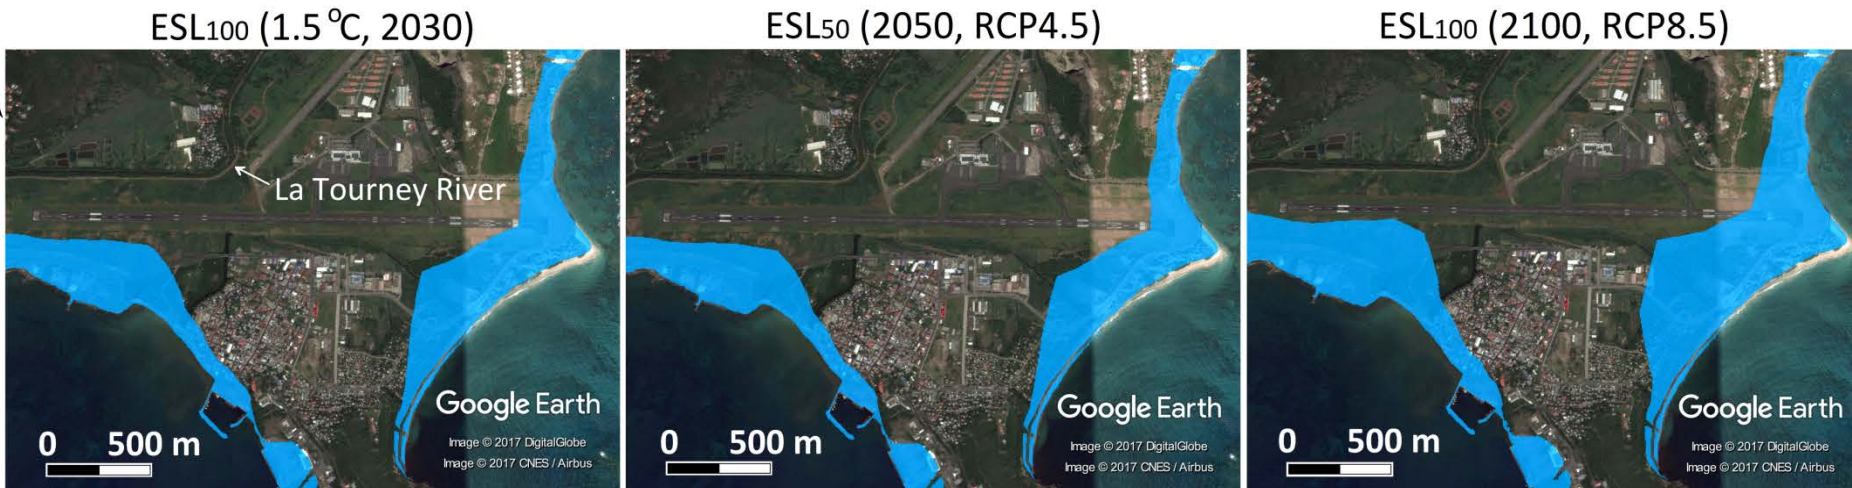 ESL100 (1.5 °C, 2030)
ESL50 (2050, RCP4.5)
ESL100 (2100, RCP8.5)
La Tourney River
Google Earth
Google Earth
Google Earth
0 500 m
Image © 2017 DigitalGlobe
Image © 2017 CNES / Airbus
0 500 m
Image © 2017 DigitalGlobe
Image © 2017 CNES / Airbus
0 500 m
Image © 2017 DigitalGlobe
Image © 2017 CNES / Airbus